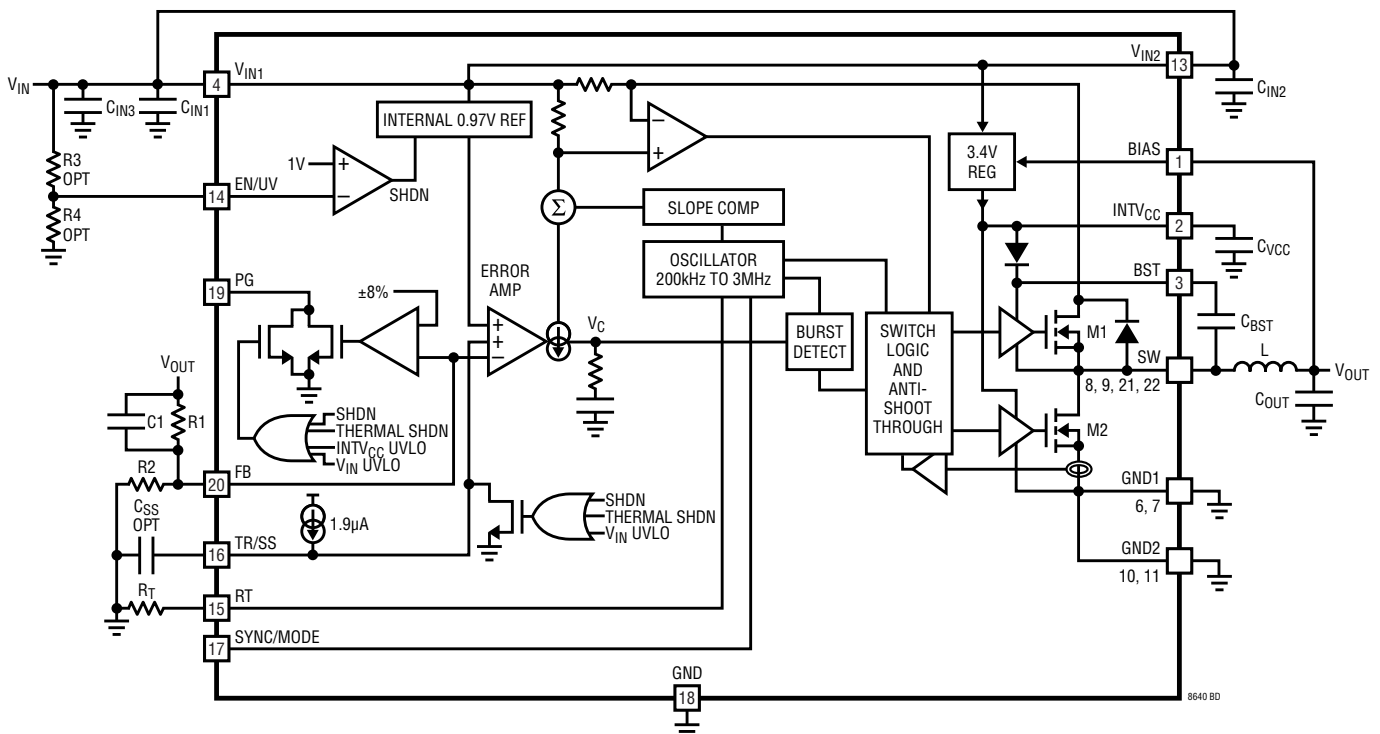 V_IN
C_IN3
C_IN1
4
V_IN1
V_IN2
13
C_IN2
INTERNAL 0.97V REF
+
–
–
+
1V
SHDN
R3
OPT
EN/UV
14
R4
OPT
3.4V
REG
BIAS
1
INTV_CC
2
C_VCC
BST
3
C_BST
Σ
SLOPE COMP
OSCILLATOR
200kHz TO 3MHz
ERROR
AMP
+
+
–
V_C
BURST
DETECT
SWITCH
LOGIC
AND
ANTI-
SHOOT
THROUGH
M1
SW
8, 9, 21, 22
L
V_OUT
C_OUT
M2
PG
19
±8%
V_OUT
C1
R1
SHDN
THERMAL SHDN
INTV_CC UVLO
V_IN UVLO
R2
FB
20
C_SS
OPT
1.9µA
SHDN
THERMAL SHDN
V_IN UVLO
GND1
6, 7
GND2
10, 11
TR/SS
16
R_T
RT
15
SYNC/MODE
17
GND
18
8640 BD